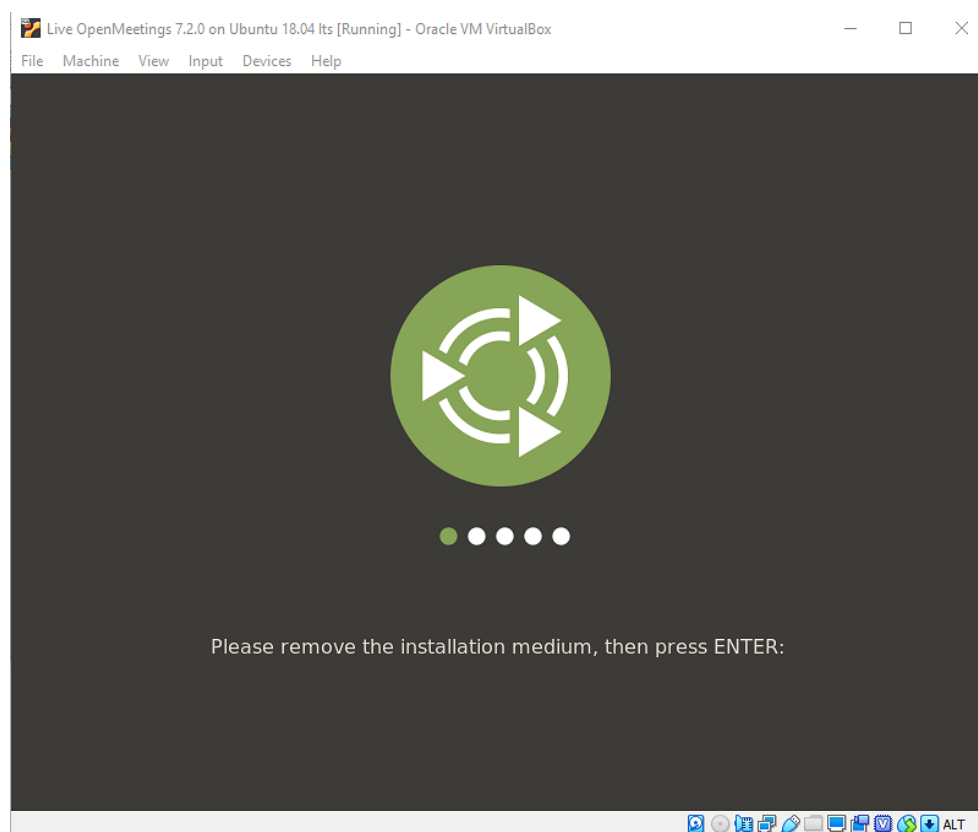 Live OpenMeetings 7.2.0 on Ubuntu 18.04 lts [Running] - Oracle VM VirtualBox
File Machine View Input Devices Help
Please remove the installation medium, then press ENTER:
ALT